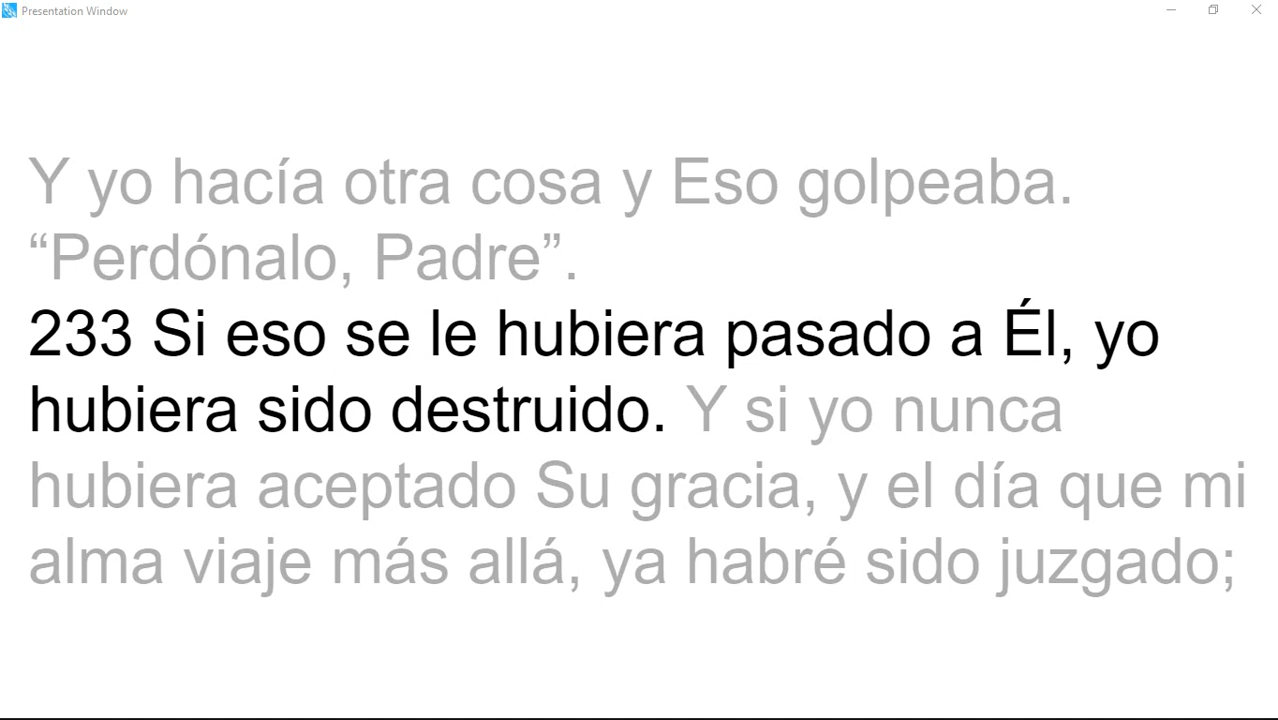 Presentation Window
Y yo hacía otra cosa y Eso golpeaba.
“Perdónalo, Padre”.
233 Si eso se le hubiera pasado a Él, yo
hubiera sido destruido. Y si yo nunca
hubiera aceptado Su gracia, y el día que mi
alma viaje más allá, ya habré sido juzgado;